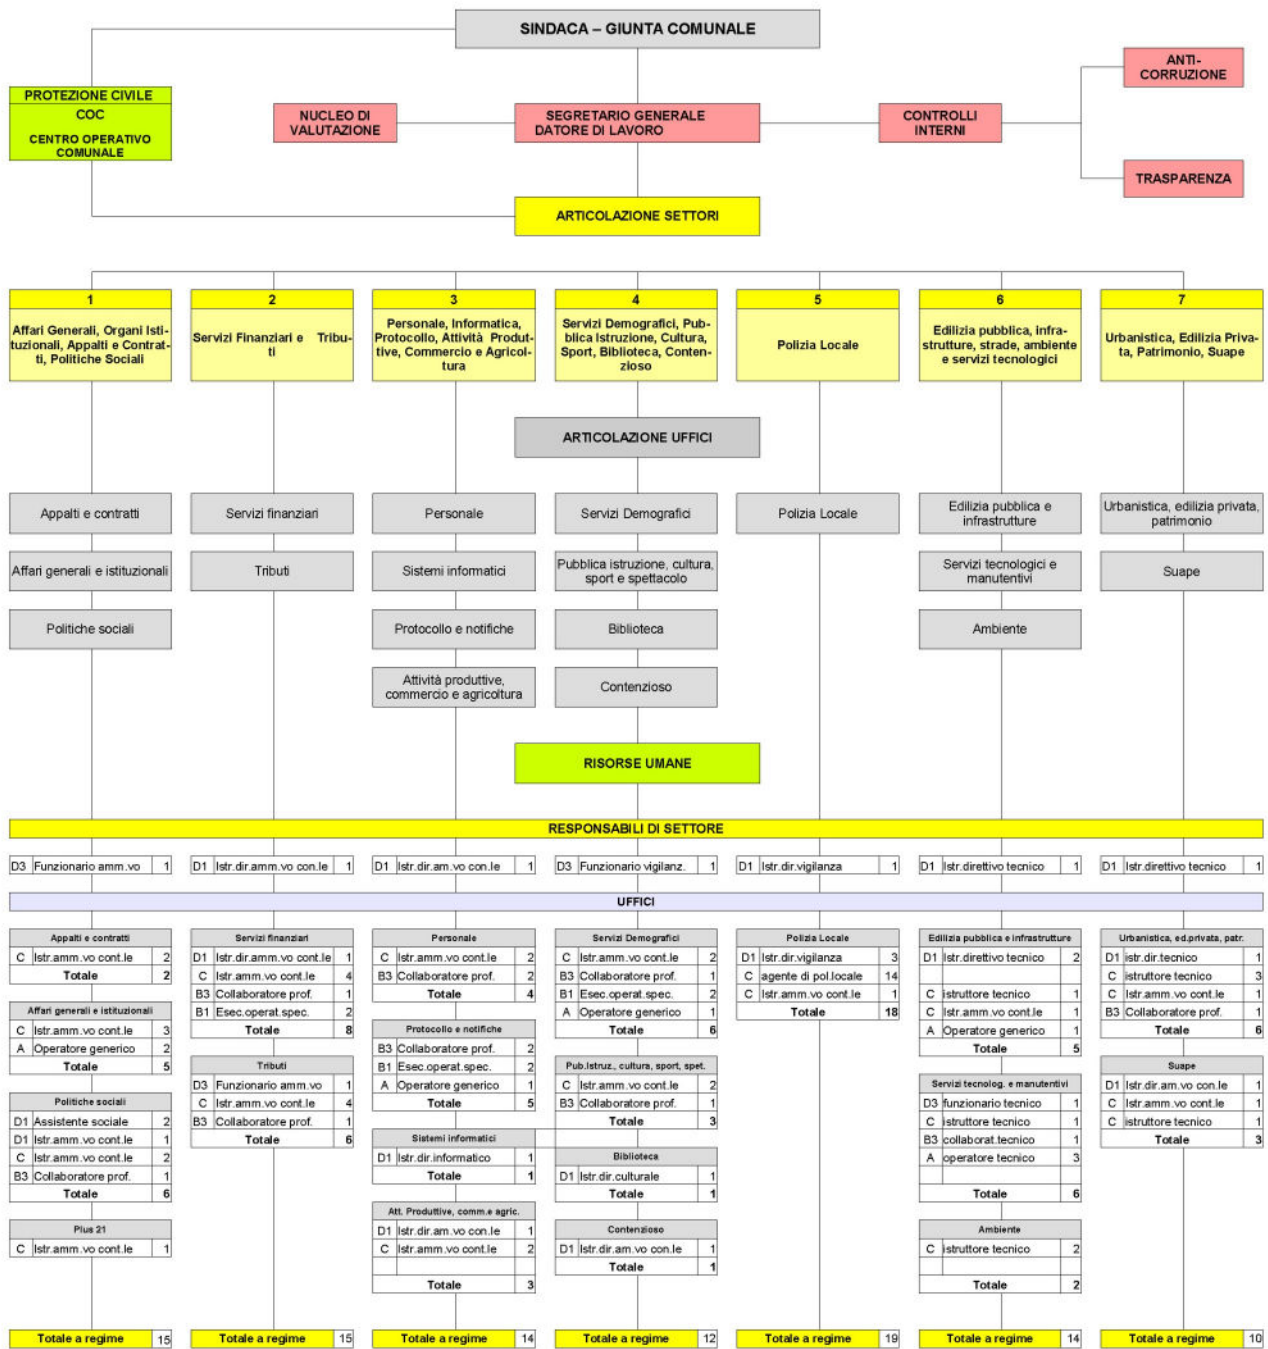 SINDACA – GIUNTA COMUNALE
PROTEZIONE CIVILE
COC
CENTRO OPERATIVO
COMUNALE
NUCLEO DI
VALUTAZIONE
SEGRETARIO GENERALE
DATORE DI LAVORO
CONTROLLI
INTERNI
ANTI-
CORRUZIONE
TRASPARENZA
ARTICOLAZIONE SETTORI
1
Affari Generali, Organi Isti-
tuzionali, Appalti e Contrat-
ti, Politiche Sociali
2
Servizi Finanziari e Tribu-
ti
3
Personale, Informatica,
Protocollo, Attività Produt-
tive, Commercio e Agricol-
tura
4
Servizi Demografici, Pub-
blica Istruzione, Cultura,
Sport, Biblioteca, Conten-
zioso
5
Polizia Locale
6
Edilizia pubblica, infra-
strutture, strade, ambiente
e servizi tecnologici
7
Urbanistica, Edilizia Priva-
ta, Patrimonio, Suape
ARTICOLAZIONE UFFICI
Appalti e contratti
Servizi finanziari
Personale
Servizi Demografici
Polizia Locale
Edilizia pubblica e
infrastrutture
Urbanistica, edilizia privata,
patrimonio
Affari generali e istituzionali
Tributi
Sistemi informatici
Pubblica istruzione, cultura,
sport e spettacolo
Servizi tecnologici e
manutentivi
Suape
Politiche sociali
Protocollo e notifiche
Biblioteca
Ambiente
Attività produttive,
commercio e agricoltura
Contenzioso
RISORSE UMANE
RESPONSABILI DI SETTORE
D3 Funzionario amm.vo 1
D1 Istr.dir.amm.vo con.le 1
D1 Istr.dir.am.vo con.le 1
D3 Funzionario vigilanz. 1
D1 Istr.dir.vigilanza 1
D1 Istr.direttivo tecnico 1
D1 Istr.direttivo tecnico 1
UFFICI
Appalti e contratti
C Istr.amm.vo cont.le 2
Totale 2
Affari generali e istituzionali
C Istr.amm.vo cont.le 3
A Operatore generico 2
Totale 5
Politiche sociali
D1 Assistente sociale 2
D1 Istr.amm.vo cont.le 1
C Istr.amm.vo cont.le 2
B3 Collaboratore prof. 1
Totale 6
Plus 21
C Istr.amm.vo cont.le 1
Totale a regime 15
Servizi finanziari
D1 Istr.dir.amm.vo cont.le 1
C Istr.amm.vo cont.le 4
B3 Collaboratore prof. 1
B1 Esec.operat.spec. 2
Totale 8
Tributi
D3 Funzionario amm.vo 1
C Istr.amm.vo cont.le 4
B3 Collaboratore prof. 1
Totale 6
Totale a regime 15
Personale
C Istr.amm.vo cont.le 2
B3 Collaboratore prof. 2
Totale 4
Protocollo e notifiche
B3 Collaboratore prof. 2
B1 Esec.operat.spec. 2
A Operatore generico 1
Totale 5
Sistemi informatici
D1 Istr.dir.informatico 1
Totale 1
Att. Produttive, comm.e agric.
D1 Istr.dir.am.vo con.le 1
C Istr.amm.vo cont.le 2
Totale 3
Totale a regime 14
Servizi Demografici
C Istr.amm.vo cont.le 2
B3 Collaboratore prof. 1
B1 Esec.operat.spec. 2
A Operatore generico 1
Totale 6
Pub.Istruz., cultura, sport, spet.
C Istr.amm.vo cont.le 2
B3 Collaboratore prof. 1
Totale 3
Biblioteca
D1 Istr.dir.culturale 1
Totale 1
Contenzioso
D1 Istr.dir.am.vo con.le 1
Totale 1
Totale a regime 12
Polizia Locale
D1 Istr.dir.vigilanza 3
C agente di pol.locale 14
C Istr.amm.vo cont.le 1
Totale 18
Totale a regime 19
Edilizia pubblica e infrastrutture
D1 Istr.direttivo tecnico 2
C istruttore tecnico 1
C Istr.amm.vo cont.le 1
A Operatore generico 1
Totale 5
Servizi tecnolog. e manutentivi
D3 funzionario tecnico 1
C istruttore tecnico 1
B3 collaborat.tecnico 1
A operatore tecnico 3
Totale 6
Ambiente
C istruttore tecnico 2
Totale 2
Totale a regime 14
Urbanistica, ed.privata, patr.
D1 istr.dir.tecnico 1
C istruttore tecnico 3
C Istr.amm.vo cont.le 1
B3 Collaboratore prof. 1
Totale 6
Suape
D1 Istr.dir.am.vo con.le 1
C Istr.amm.vo cont.le 1
C istruttore tecnico 1
Totale 3
Totale a regime 10